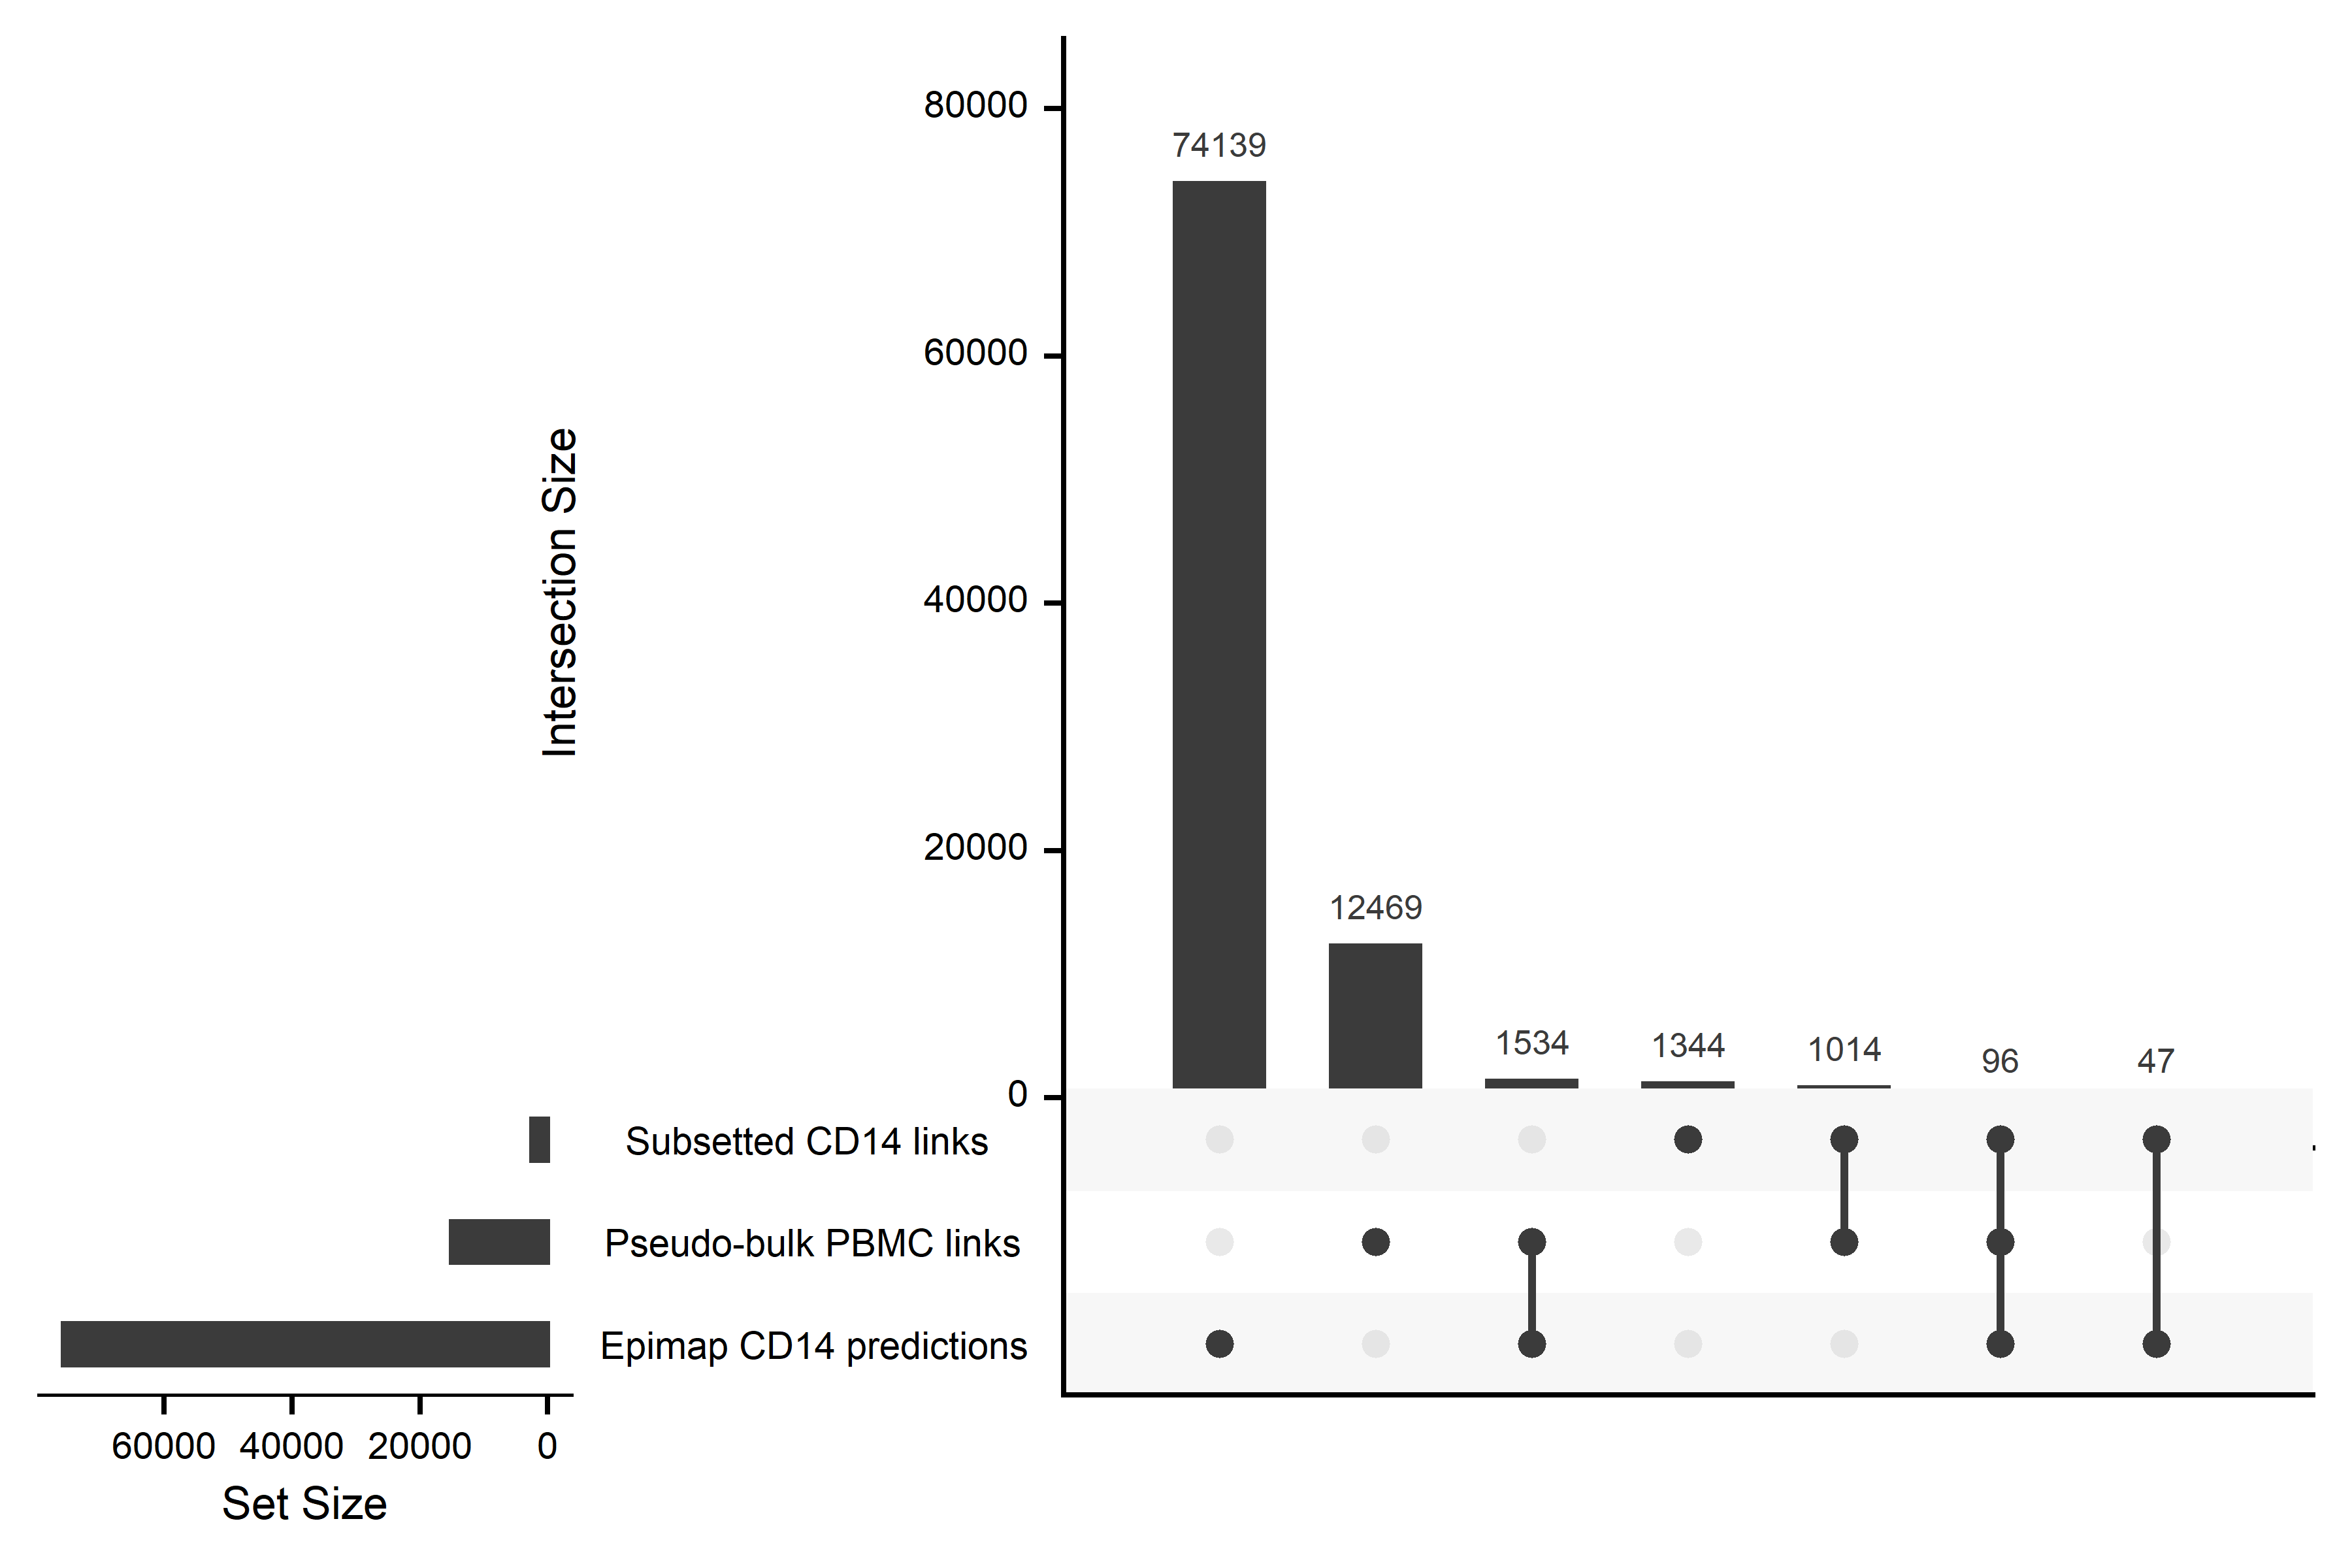 80000
60000
40000
20000
0
Intersection Size
74139
12469
1534
1344
1014
96
47
Subsetted CD14 links
Pseudo-bulk PBMC links
Epimap CD14 predictions
60000 40000 20000 0
Set Size